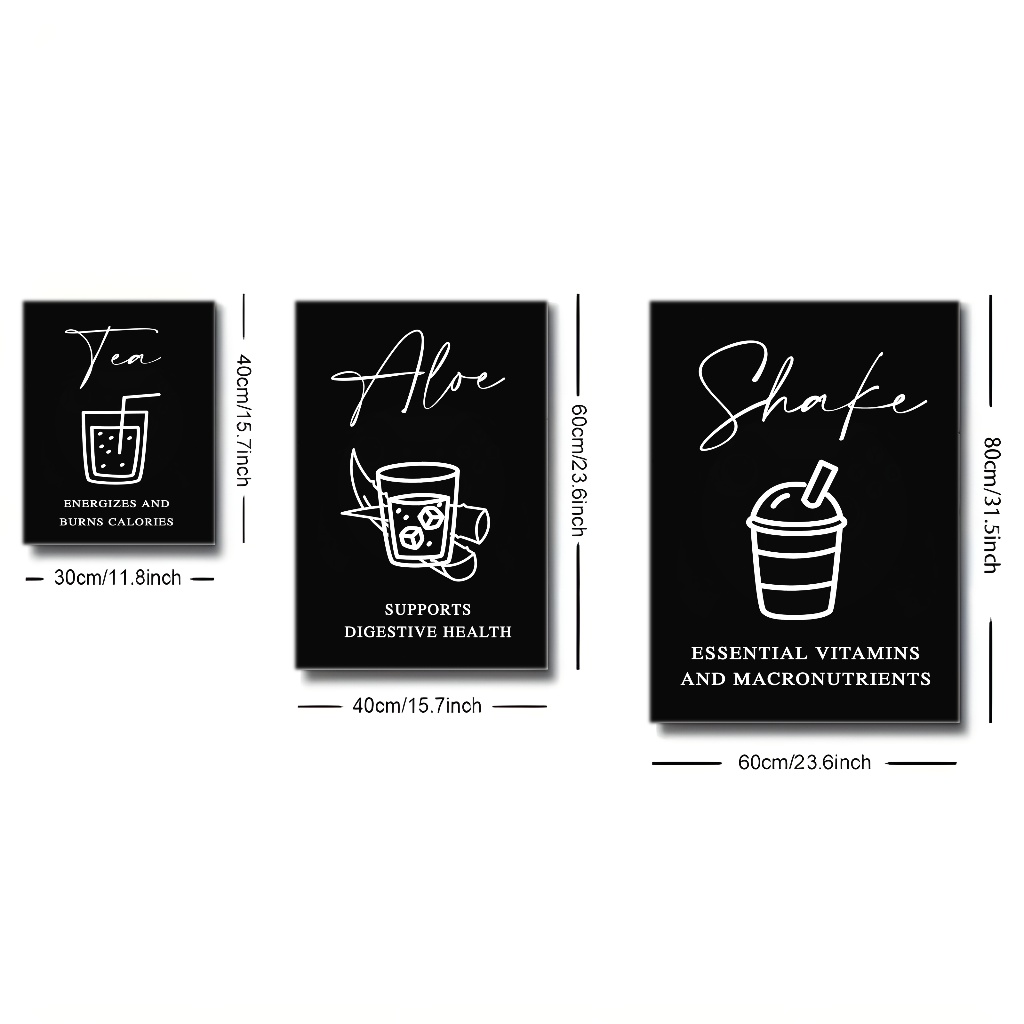 Tea
ENERGIZES AND
BURNS CALORIES
40cm/15.7inch
30cm/11.8inch
Aloe
SUPPORTS
DIGESTIVE HEALTH
60cm/23.6inch
40cm/15.7inch
Shake
ESSENTIAL VITAMINS
AND MACRONUTRIENTS
80cm/31.5inch
60cm/23.6inch